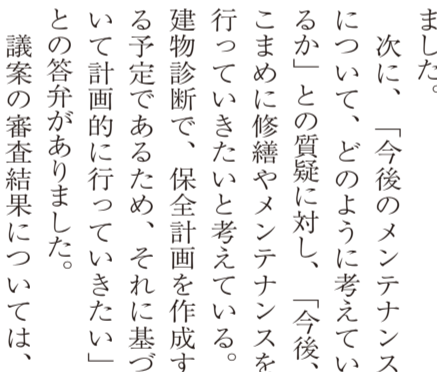 ました。
次に、「今後のメンテナンス
について、どのように考えてい
るか」との質疑に対し、「今後、
こまめに修繕やメンテナンスを
行っていきたいと考えている。
建物診断で、保全計画を作成す
る予定であるため、それに基づ
いて計画的に行っていきたい」
との答弁がありました。
議案の審査結果については、